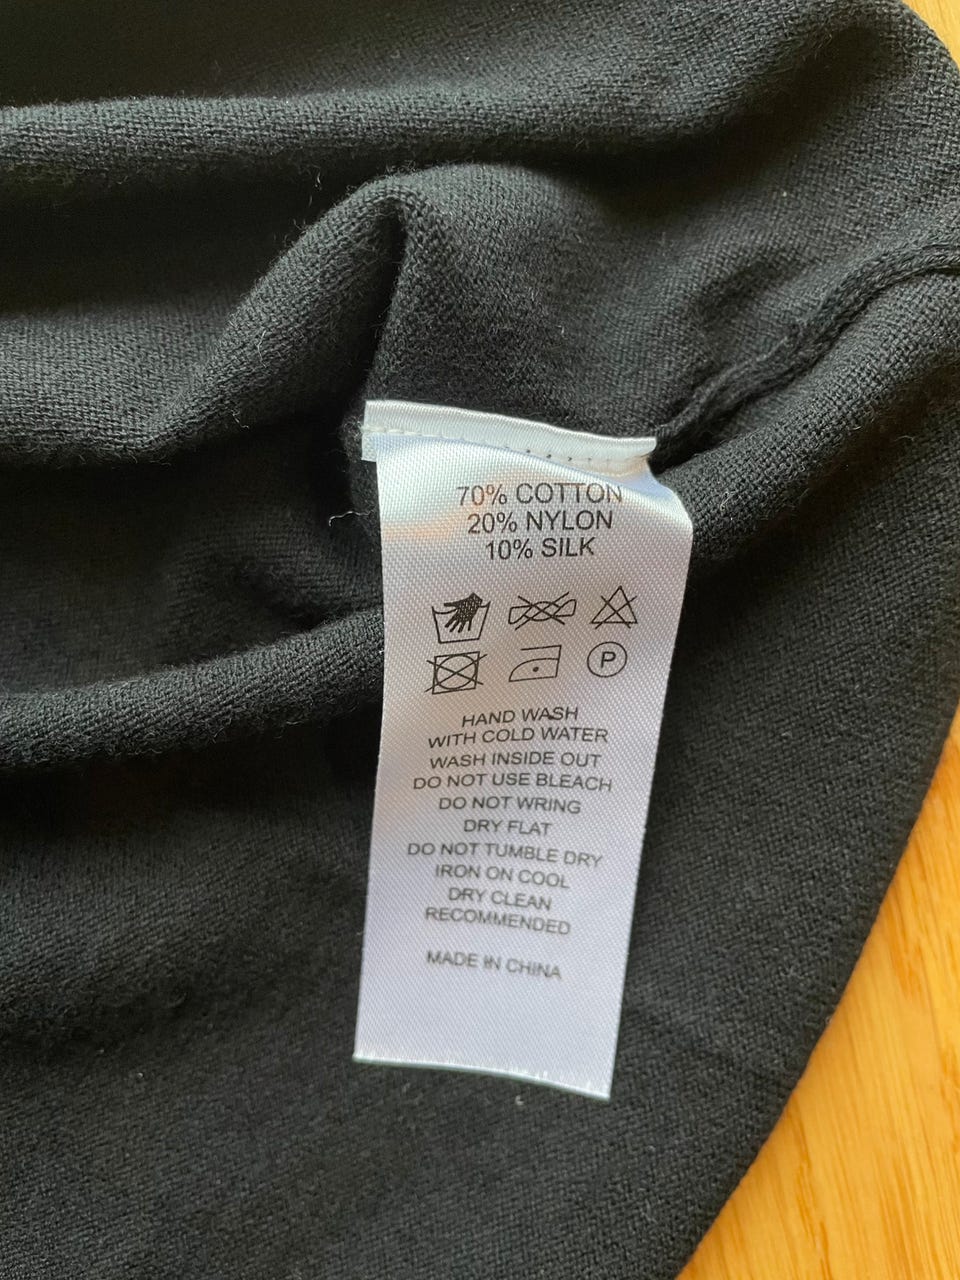 70% COTTON
20% NYLON
10% SILK
P
HAND WASH
WITH COLD WATER
WASH INSIDE OUT
DO NOT USE BLEACH
DO NOT WRING
DRY FLAT
DO NOT TUMBLE DRY
IRON ON COOL
DRY CLEAN
RECOMMENDED
MADE IN CHINA